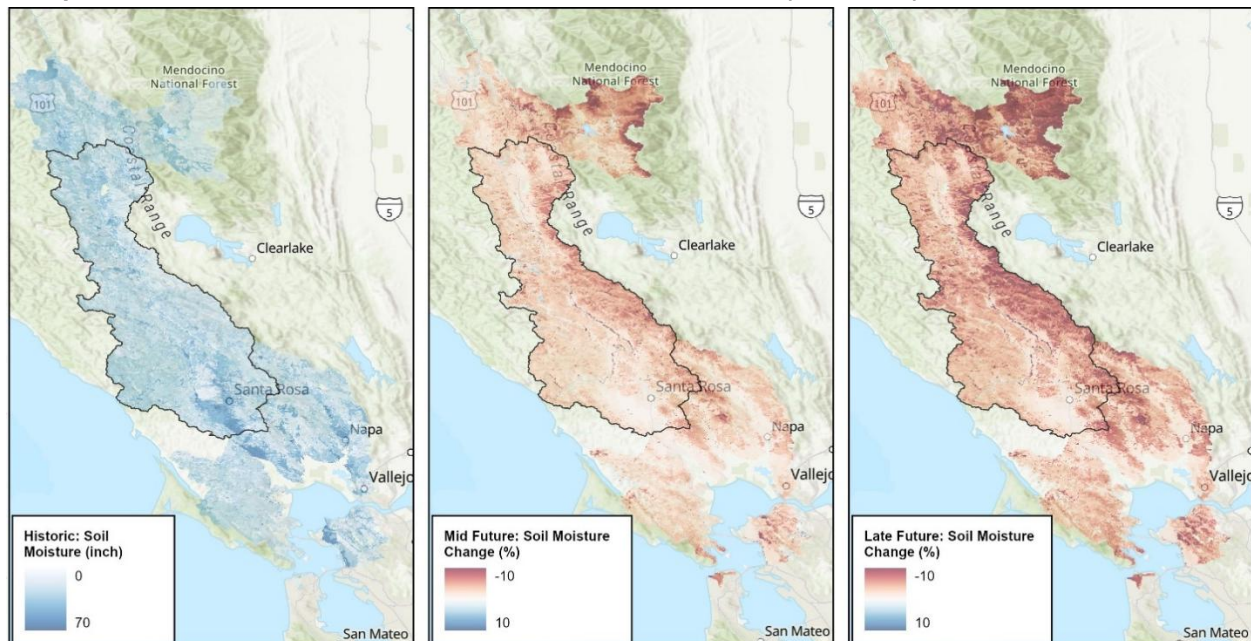 Mendocino
National Forest
101
Coastal Range
5
Clearlake
Santa Rosa
Napa
Vallejo
San Mateo
Historic: Soil
Moisture (inch)
0
70
Mendocino
National Forest
101
Coastal Range
5
Clearlake
Santa Rosa
Napa
Vallejo
San Mateo
Mid Future: Soil Moisture
Change (%)
-10
10
Mendocino
National Forest
101
Range
5
Clearlake
Santa Rosa
Napa
Vallejo
San Mateo
Late Future: Soil Moisture
Change (%)
-10
10